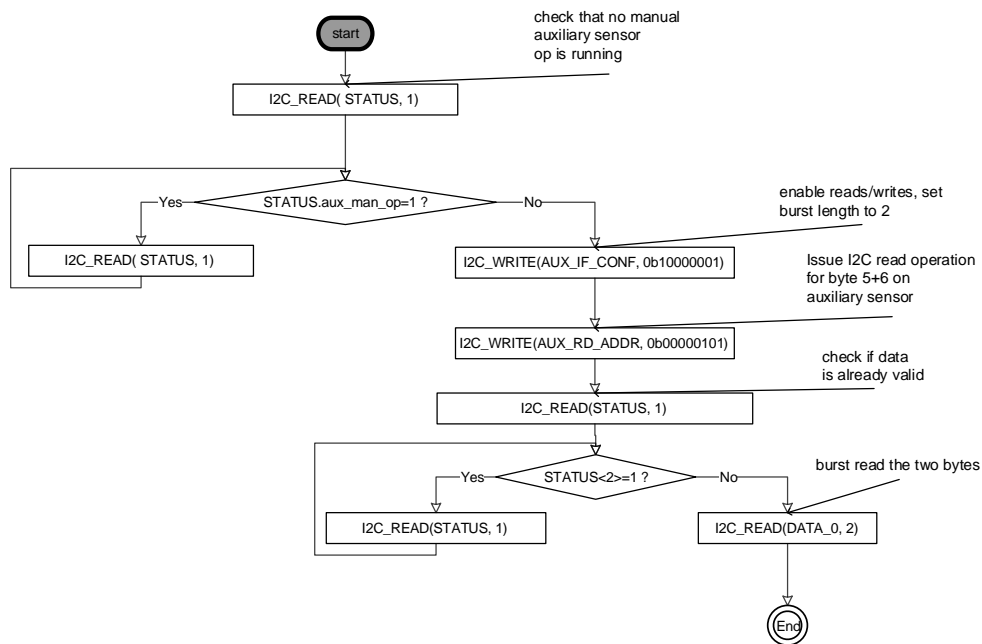 check that no manual
auxiliary sensor
op is running
start
I2C_READ( STATUS, 1)
STATUS.aux_man_op=1 ?
Yes
No
I2C_READ( STATUS, 1)
enable reads/writes, set
burst length to 2
I2C_WRITE(AUX_IF_CONF, 0b10000001)
Issue I2C read operation
for byte 5+6 on
auxiliary sensor
I2C_WRITE(AUX_RD_ADDR, 0b00000101)
check if data
is already valid
I2C_READ(STATUS, 1)
STATUS<2>=1 ?
Yes
No
I2C_READ(STATUS, 1)
burst read the two bytes
I2C_READ(DATA_0, 2)
End